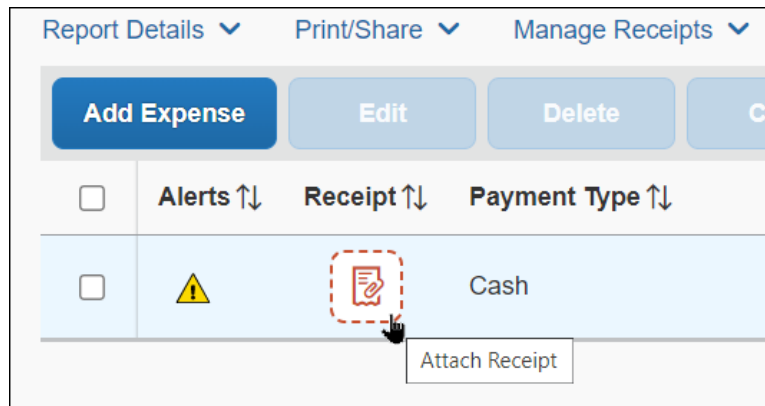 Report Details Print/Share Manage Receipts
Add Expense Edit Delete C
Alerts Receipt Payment Type
Cash
Attach Receipt